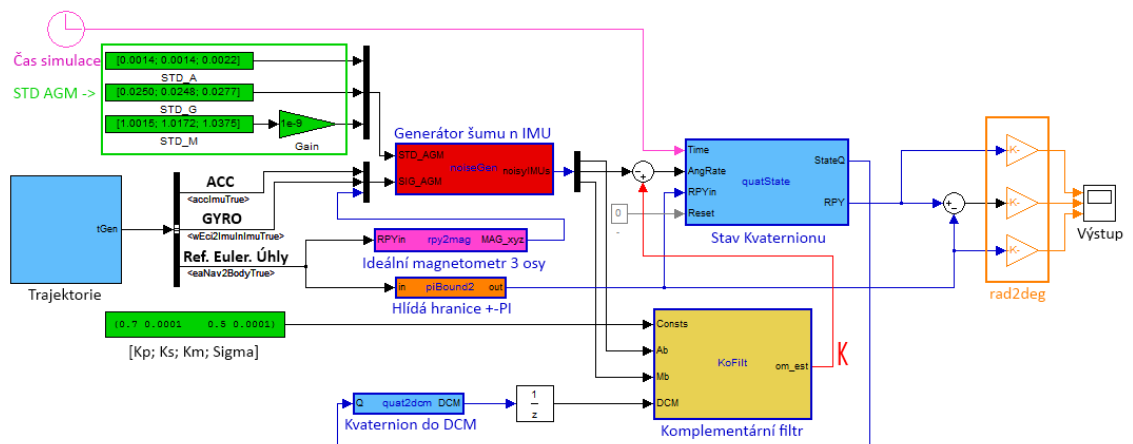 Čas simulace
[0.0014; 0.0014; 0.0022]
STD_A
STD AGM ->
[0.0250; 0.0248; 0.0277]
STD_G
[1.0015; 1.0172; 1.0375]
STD_M
1e-9
Gain
Generátor šumu n IMU
STD_AGM
SIG_AGM
noiseGen
noisyIMUs
Time
AngRate
RPYin
Reset
quatState
StateQ
RPY
Stav Kvaternionu
0
-
-
+
+
-
K-
K-
K-
rad2deg
Výstup
tGen
Trajektorie
ACC
<accImuTrue>
GYRO
<wEci2ImuInImuTrue>
Ref. Euler. Úhly
<eaNav2BodyTrue>
RPYin rpy2mag MAG_xyz
Ideální magnetometr 3 osy
in piBound2 out
Hlídá hranice +-PI
(0.7 0.0001 0.5 0.0001)
[Kp; Ks; Km; Sigma]
Consts
Ab
Mb
DCM
KoFilt
om_est
K
Komplementární filtr
Q quat2dcm DCM
Kvaternion do DCM
1
z